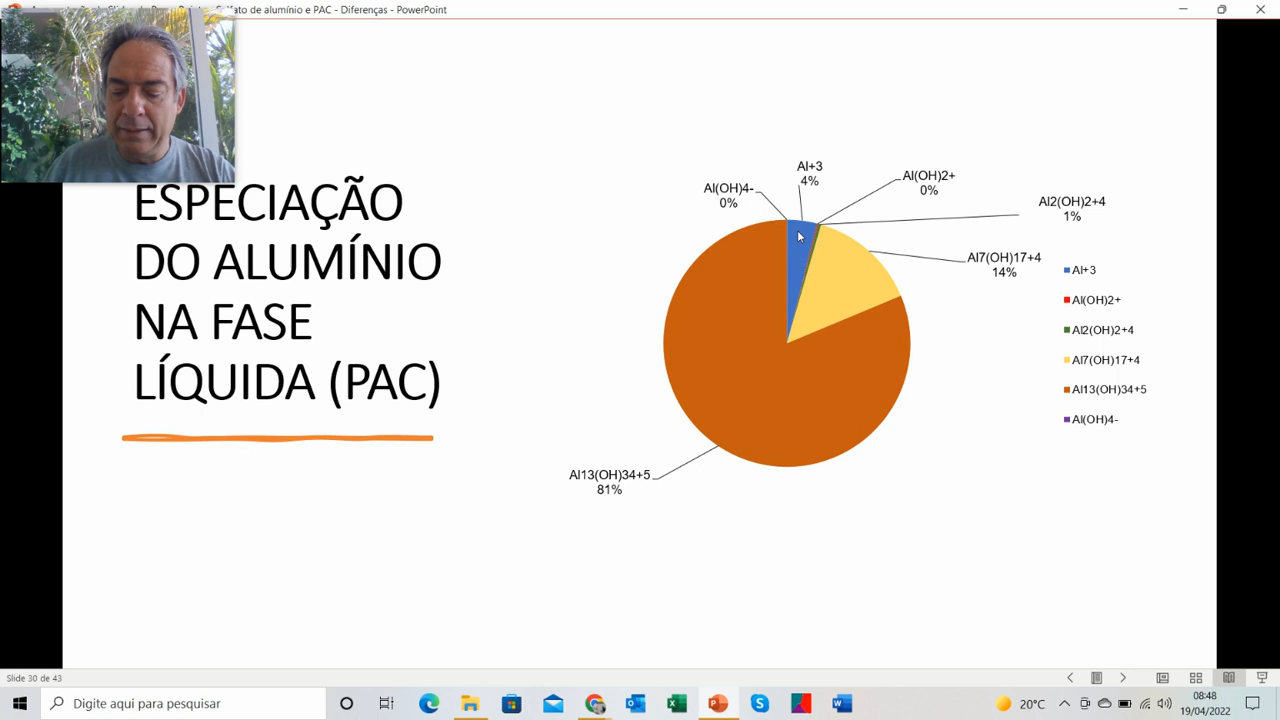 fato de alumínio e PAC - Diferenças - PowerPoint
ESPECIAÇÃO
DO ALUMÍNIO
NA FASE
LÍQUIDA (PAC)
Al(OH)4-
0%
Al+3
4%
Al(OH)2+
0%
Al2(OH)2+4
1%
Al7(OH)17+4
14%
Al13(OH)34+5
81%
Al+3
Al(OH)2+
Al2(OH)2+4
Al7(OH)17+4
Al13(OH)34+5
Al(OH)4-
Slide 30 de 43
Digite aqui para pesquisar
20°C
08:48
19/04/2022